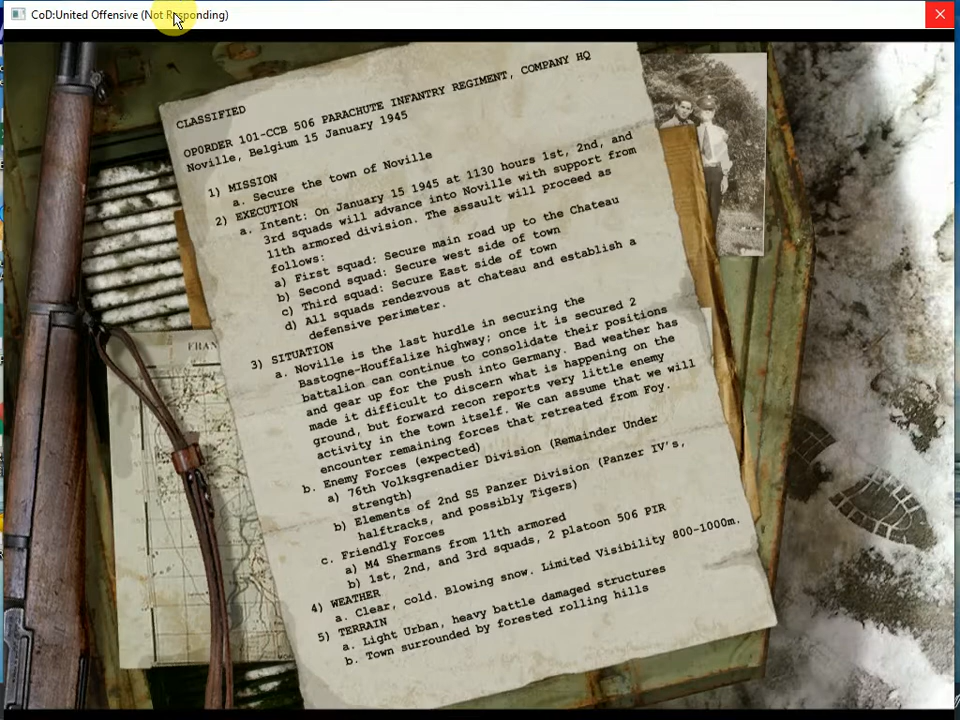 CoD:United Offensive (Not Responding)
CLASSIFIED
OPORDER 101-CCB 506 PARACHUTE INFANTRY REGIMENT, COMPANY HQ
Noville, Belgium 15 January 1945
1) MISSION
a. Secure the town of Noville
2) EXECUTION
a. Intent: On January 15 1945 at 1130 hours 1st, 2nd, and
3rd squads will advance into Noville with support from
11th armored division. The assault will proceed as
follows:
a) First squad: Secure main road up to the Chateau
b) Second squad: Secure west side of town
c) Third squad: Secure East side of town
d) All squads rendezvous at chateau and establish a
defensive perimeter.
3) SITUATION
a. Noville is the last hurdle in securing the
Bastogne-Houffalize highway; once it is secured 2
battalion can continue to consolidate their positions
and gear up for the push into Germany. Bad weather has
made it difficult to discern what is happening on the
ground, but forward recon reports very little enemy
activity in the town itself. We can assume that we will
encounter remaining forces that retreated from Foy.
b. Enemy Forces (expected)
a) 76th Volksgrenadier Division (Remainder Under
strength)
b) Elements of 2nd SS Panzer Division (Panzer IV's,
halftracks, and possibly Tigers)
c. Friendly Forces
a) M4 Shermans from 11th armored
b) 1st, 2nd, and 3rd squads, 2 platoon 506 PIR
4) WEATHER
a. Clear, cold. Blowing snow. Limited Visibility 800-1000m.
5) TERRAIN
a. Light Urban, heavy battle damaged structures
b. Town surrounded by forested rolling hills
FRAN